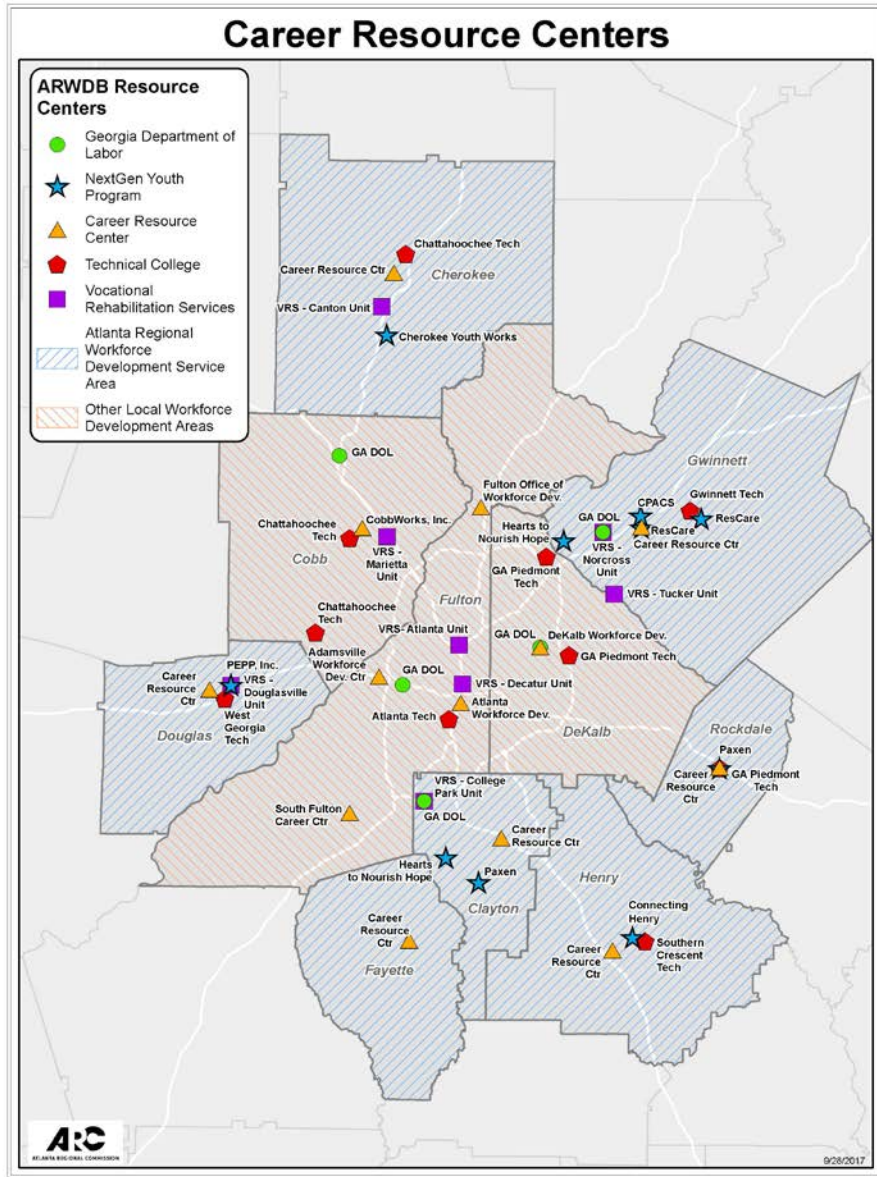 Career Resource Centers
ARWDB Resource
Centers
Georgia Department of
Labor
NextGen Youth
Program
Career Resource
Center
Technical College
Vocational
Rehabilitation Services
Atlanta Regional
Workforce
Development Service
Area
Other Local Workforce
Development Areas
Chattahoochee Tech
Career Resource Ctr
Cherokee
VRS - Canton Unit
Cherokee Youth Works
GA DOL
Gwinnett
Fulton Office of
Workforce Dev.
CPACS
Gwinnett Tech
GA DOL
ResCare
ResCare
Career Resource Ctr
Hearts to
Nourish Hope
VRS -
Norcross
Unit
CobbWorks, Inc.
Chattahoochee
Tech
VRS -
Marietta
Unit
Cobb
GA Piedmont
Tech
VRS - Tucker Unit
Fulton
Chattahoochee
Tech
VRS- Atlanta Unit
GA DOL
DeKalb Workforce Dev.
GA Piedmont Tech
Adamsville
Workforce
Dev. Ctr
GA DOL
VRS - Decatur Unit
PEPP, Inc.
VRS -
Douglasville
Unit
Career
Resource
Ctr
West
Georgia
Tech
Douglas
Atlanta
Workforce Dev.
Atlanta Tech
DeKalb
Rockdale
Paxen
Career
Resource
Ctr
GA Piedmont
Tech
VRS - College
Park Unit
GA DOL
South Fulton
Career Ctr
Career
Resource Ctr
Hearts
to Nourish Hope
Paxen
Clayton
Henry
Connecting
Henry
Southern
Crescent
Tech
Career
Resource
Ctr
Career
Resource
Ctr
Fayette
ARC
ATLANTA REGIONAL COMMISSION
9/28/2017